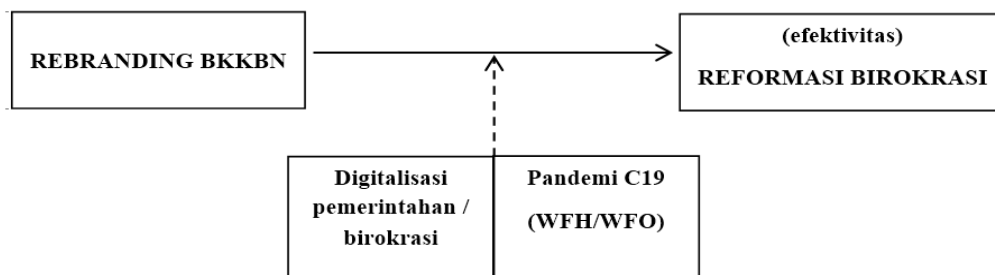 REBRANDING BKKBN
(efektivitas)
REFORMASI BIROKRASI
Digitalisasi
pemerintahan /
birokrasi
Pandemi C19
(WFH/WFO)